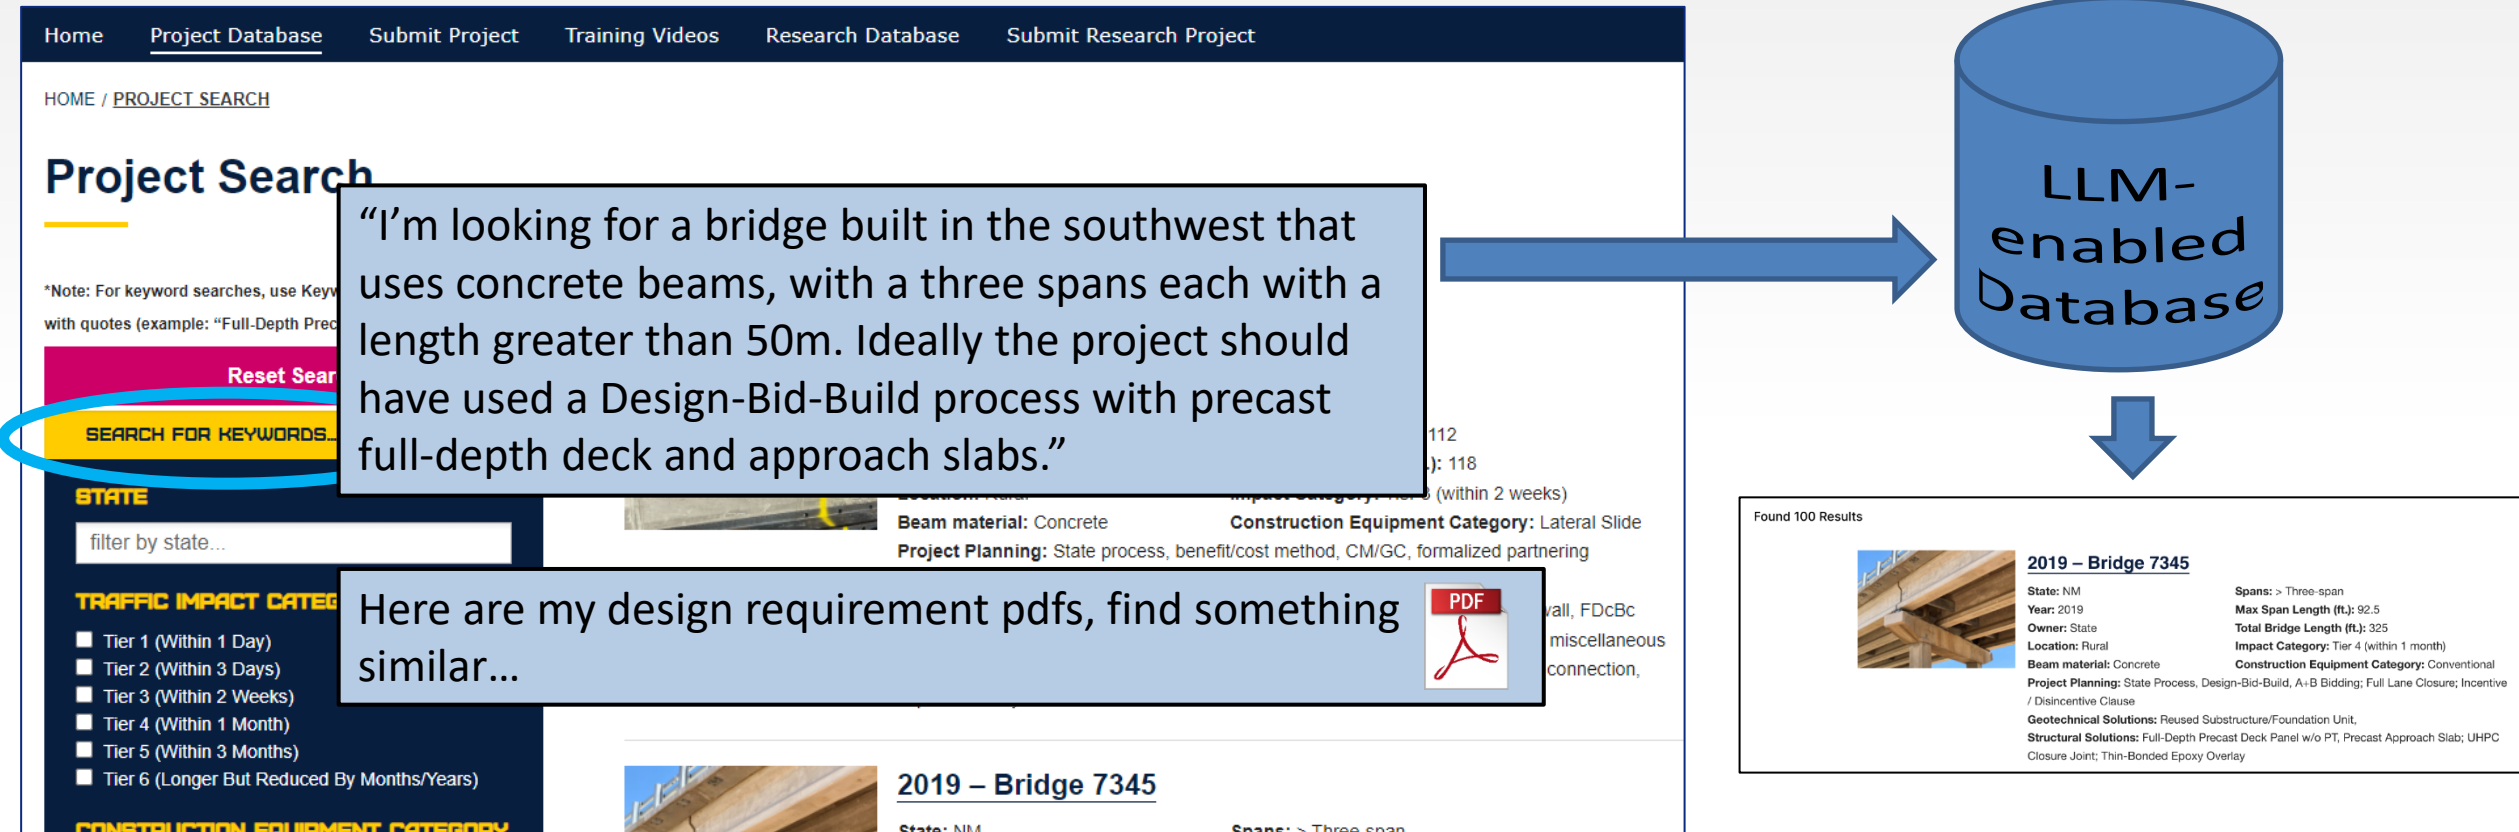 Home Project Database Submit Project Training Videos Research Database Submit Research Project
HOME / PROJECT SEARCH
Project Search
*Note: For keyword searches, use Keyw
with quotes (example: “Full-Depth Prec
Reset Sear
SEARCH FOR KEYWORDS...
STATE
filter by state...
TRAFFIC IMPACT CATEG
Tier 1 (Within 1 Day)
Tier 2 (Within 3 Days)
Tier 3 (Within 2 Weeks)
Tier 4 (Within 1 Month)
Tier 5 (Within 3 Months)
Tier 6 (Longer But Reduced By Months/Years)
CONSTRUCTION EQUIPMENT CATEGORY
“I’m looking for a bridge built in the southwest that
uses concrete beams, with a three spans each with a
length greater than 50m. Ideally the project should
have used a Design-Bid-Build process with precast
full-depth deck and approach slabs.”
112
.): 118
Location: Rural Impact Category: Tier 3 (within 2 weeks)
Beam material: Concrete Construction Equipment Category: Lateral Slide
Project Planning: State process, benefit/cost method, CM/GC, formalized partnering
Here are my design requirement pdfs, find something
similar...
PDF
vall, FDcBc
miscellaneous
connection,
2019 – Bridge 7345
State: NM Spans: > Three-span
LLM-
enabled
Database
Found 100 Results
2019 – Bridge 7345
State: NM Spans: > Three-span
Year: 2019 Max Span Length (ft.): 92.5
Owner: State Total Bridge Length (ft.): 325
Location: Rural Impact Category: Tier 4 (within 1 month)
Beam material: Concrete Construction Equipment Category: Conventional
Project Planning: State Process, Design-Bid-Build, A+B Bidding; Full Lane Closure; Incentive
/ Disincentive Clause
Geotechnical Solutions: Reused Substructure/Foundation Unit,
Structural Solutions: Full-Depth Precast Deck Panel w/o PT, Precast Approach Slab; UHPC
Closure Joint; Thin-Bonded Epoxy Overlay